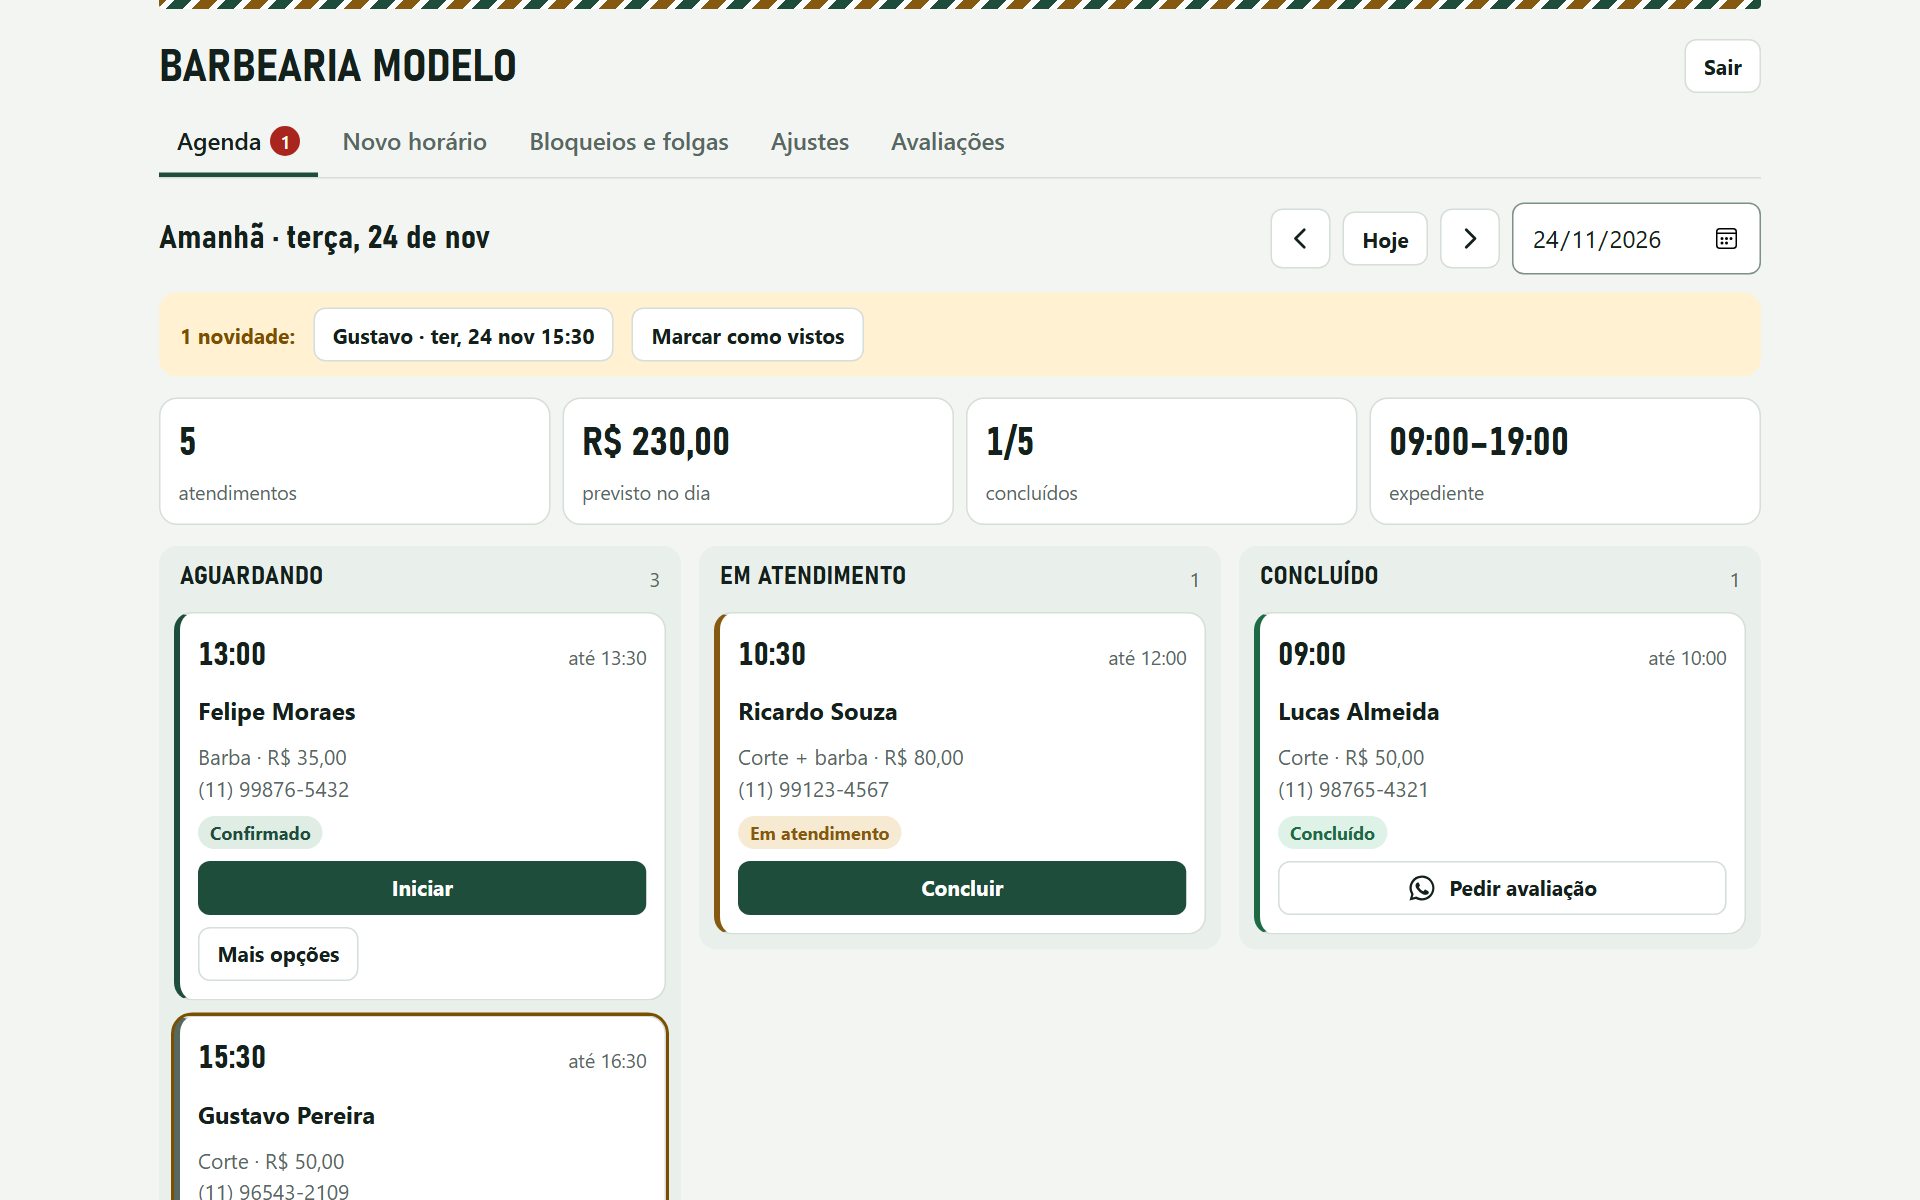 BARBEARIA MODELO
Sair
Agenda 1
Novo horário
Bloqueios e folgas
Ajustes
Avaliações
Amanhã · terça, 24 de nov
Hoje
24/11/2026
1 novidade:
Gustavo · ter, 24 nov 15:30
Marcar como vistos
5
atendimentos
R$ 230,00
previsto no dia
1/5
concluídos
09:00–19:00
expediente
AGUARDANDO
3
13:00
até 13:30
Felipe Moraes
Barba · R$ 35,00
(11) 99876-5432
Confirmado
Iniciar
Mais opções
15:30
até 16:30
Gustavo Pereira
Corte · R$ 50,00
(11) 96543-2109
EM ATENDIMENTO
1
10:30
até 12:00
Ricardo Souza
Corte + barba · R$ 80,00
(11) 99123-4567
Em atendimento
Concluir
CONCLUÍDO
1
09:00
até 10:00
Lucas Almeida
Corte · R$ 50,00
(11) 98765-4321
Concluído
Pedir avaliação